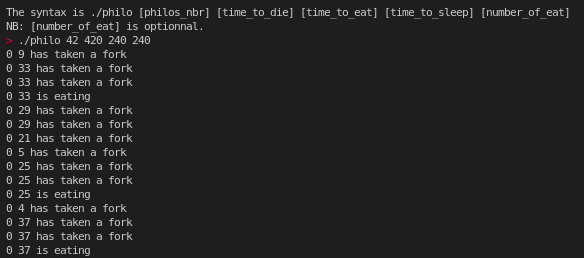 The syntax is ./philo [philos_nbr] [time_to_die] [time_to_eat] [time_to_sleep] [number_of_eat]
NB: [number_of_eat] is optionnal.
> ./philo 42 420 240 240
0 9 has taken a fork
0 33 has taken a fork
0 33 has taken a fork
0 33 is eating
0 29 has taken a fork
0 29 has taken a fork
0 21 has taken a fork
0 5 has taken a fork
0 25 has taken a fork
0 25 has taken a fork
0 25 is eating
0 4 has taken a fork
0 37 has taken a fork
0 37 has taken a fork
0 37 is eating